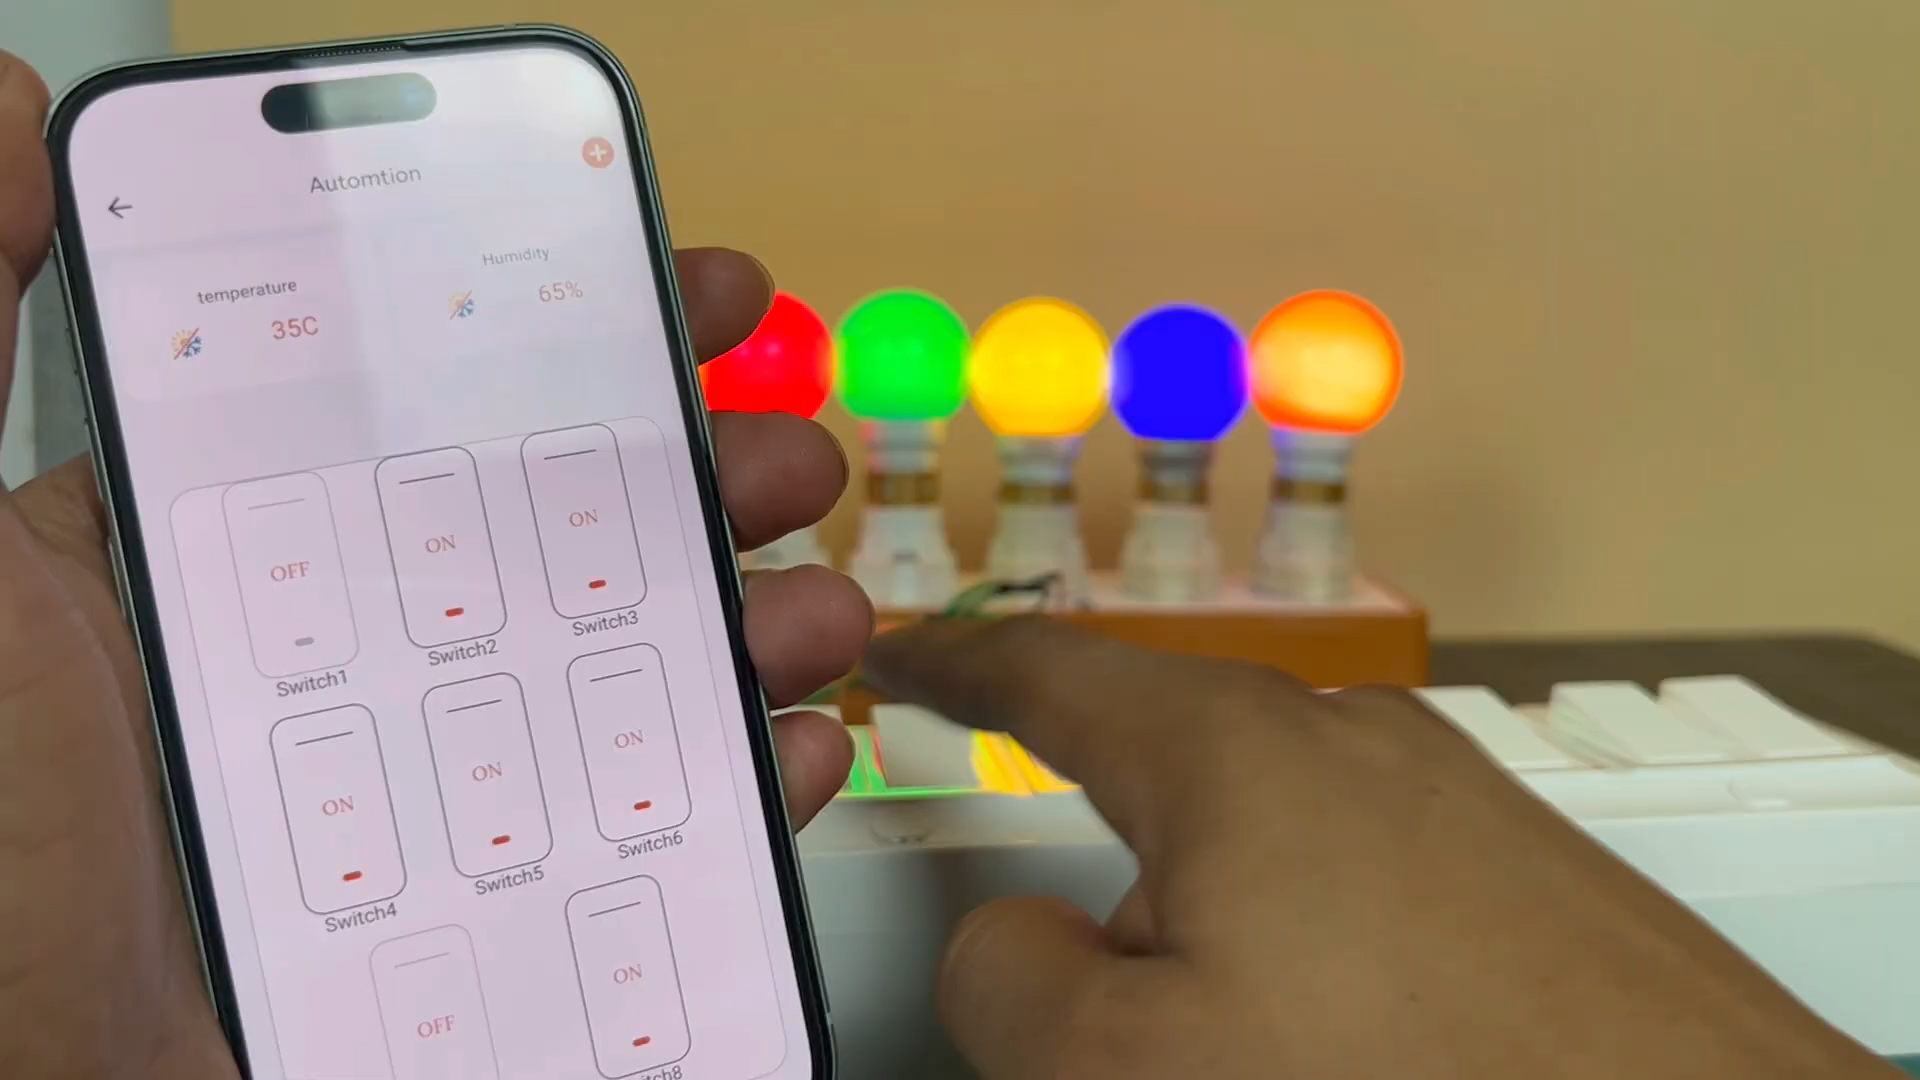 Automtion
temperature
35C
Humidity
65%
OFF
Switch1
ON
Switch2
ON
Switch3
ON
Switch4
ON
Switch5
ON
Switch6
OFF
ON
itch8